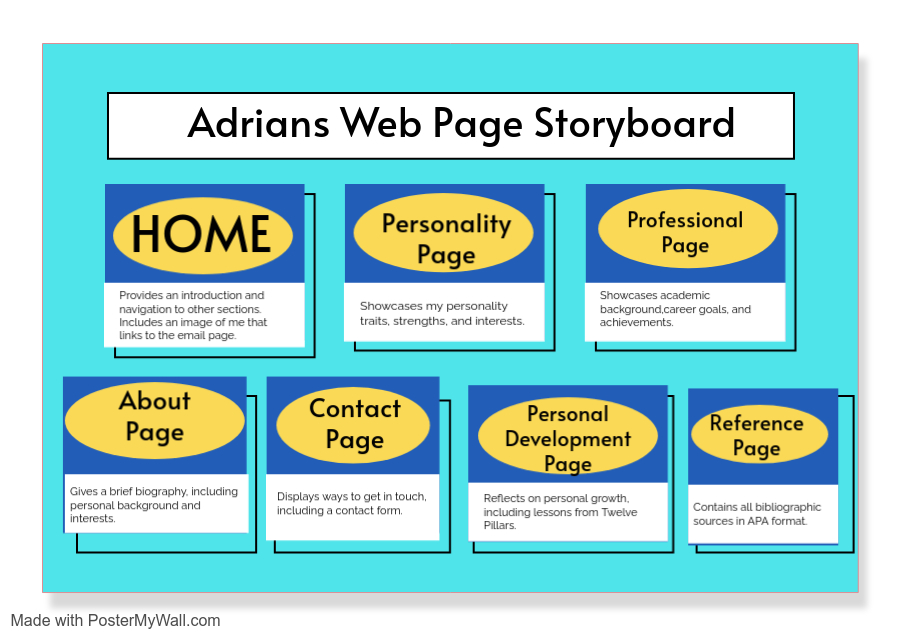 Adrians Web Page Storyboard
HOME
Provides an introduction and
navigation to other sections.
Includes an image of me that
links to the email page.
Personality
Page
Showcases my personality
traits, strengths, and interests.
Professional
Page
Showcases academic
background,career goals, and
achievements.
About
Page
Gives a brief biography, including
personal background and
interests.
Contact
Page
Displays ways to get in touch,
including a contact form.
Personal
Development
Page
Reflects on personal growth,
including lessons from Twelve
Pillars.
Reference
Page
Contains all bibliographic
sources in APA format.
Made with PosterMyWall.com